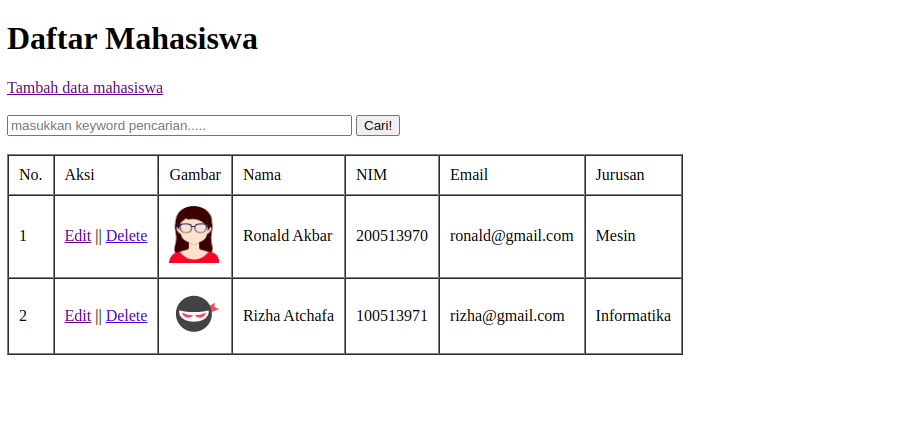 Daftar Mahasiswa
Tambah data mahasiswa
masukkan keyword pencarian..... Cari!
No. Aksi Gambar Nama NIM Email Jurusan
1 Edit || Delete Ronald Akbar 200513970 ronald@gmail.com Mesin
2 Edit || Delete Rizha Atchafa 100513971 rizha@gmail.com Informatika